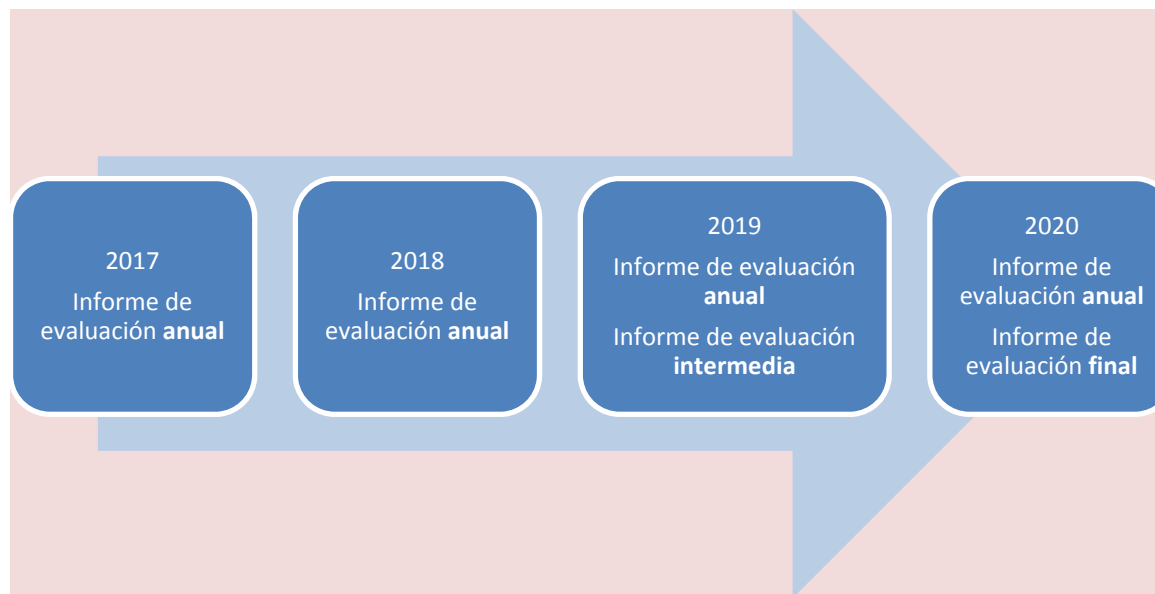 2017
Informe de
evaluación anual
2018
Informe de
evaluación anual
2019
Informe de evaluación
anual
Informe de evaluación
intermedia
2020
Informe de
evaluación anual
Informe de
evaluación final